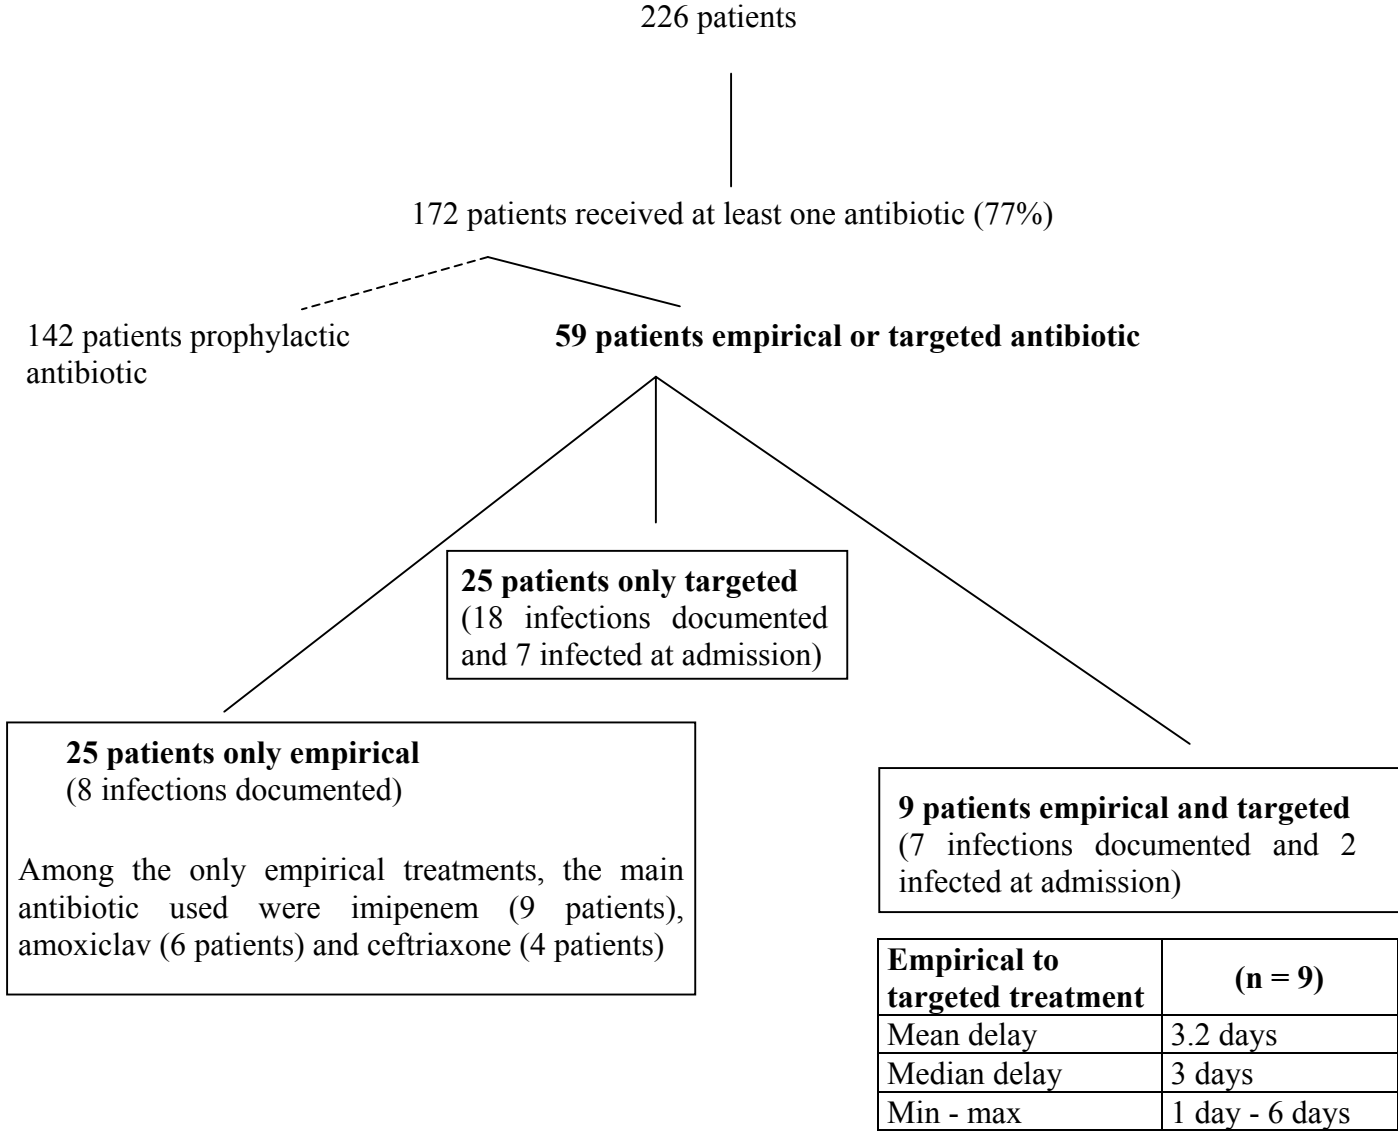 226 patients
172 patients received at least one antibiotic (77%)
142 patients prophylactic
antibiotic
59 patients empirical or targeted antibiotic
25 patients only targeted
(18 infections documented
and 7 infected at admission)
25 patients only empirical
(8 infections documented)
Among the only empirical treatments, the main
antibiotic used were imipenem (9 patients),
amoxiclav (6 patients) and ceftriaxone (4 patients)
9 patients empirical and targeted
(7 infections documented and 2
infected at admission)
Empirical to
targeted treatment (n = 9)
Mean delay 3.2 days
Median delay 3 days
Min - max 1 day - 6 days